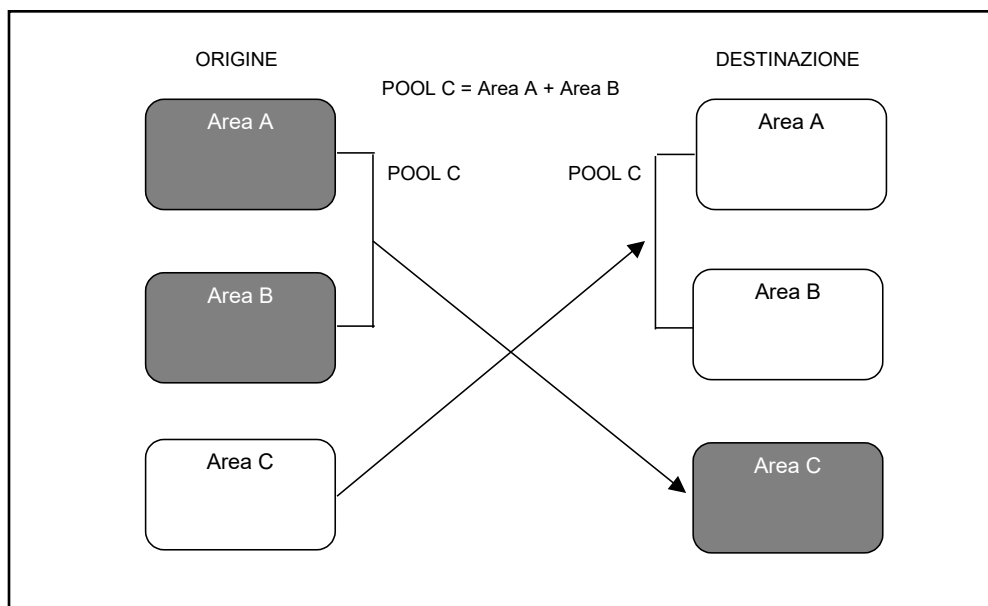 ORIGINE
DESTINAZIONE
POOL C = Area A + Area B
Area A
Area A
POOL C
POOL C
Area B
Area B
Area C
Area C